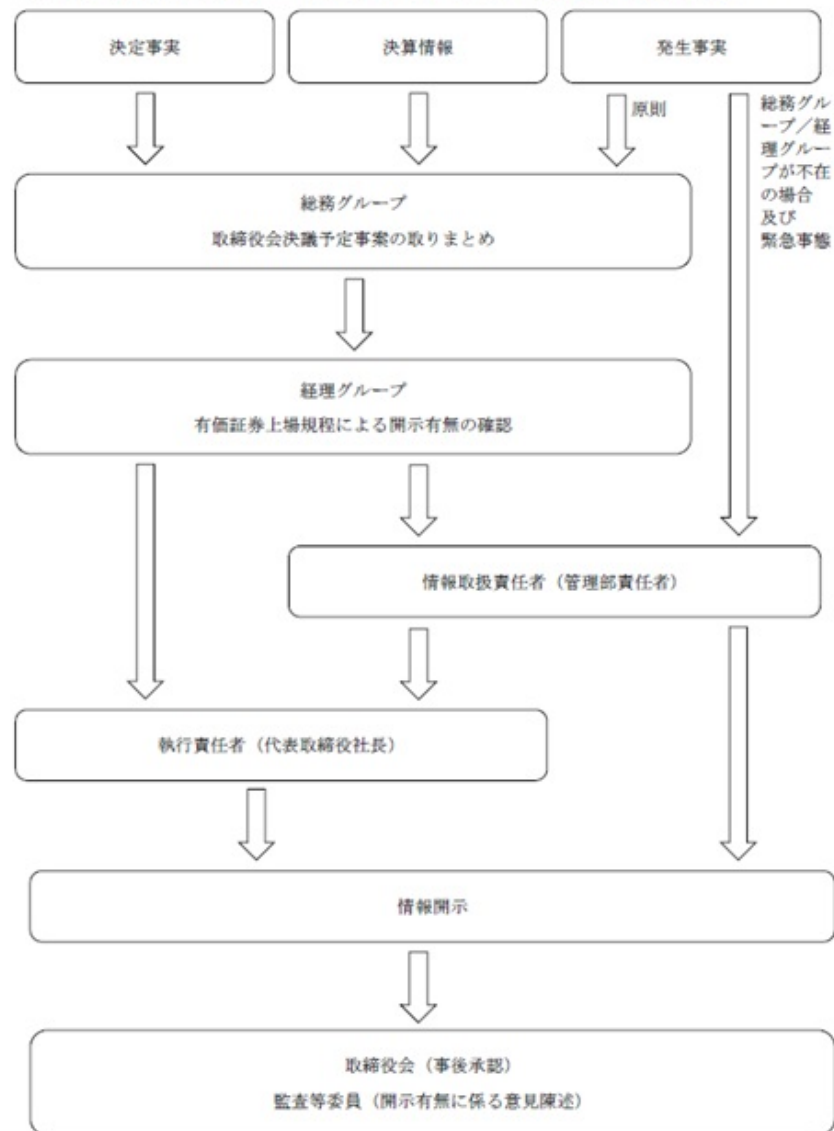 決定事実
決算情報
発生事実
原則
総務グル
ープ／経
理グルー
プが不在
の場合
及び
緊急事態
総務グループ
取締役会決議予定事案の取りまとめ
経理グループ
有価証券上場規程による開示有無の確認
情報取扱責任者（管理部責任者）
執行責任者（代表取締役社長）
情報開示
取締役会（事後承認）
監査等委員（開示有無に係る意見陳述）